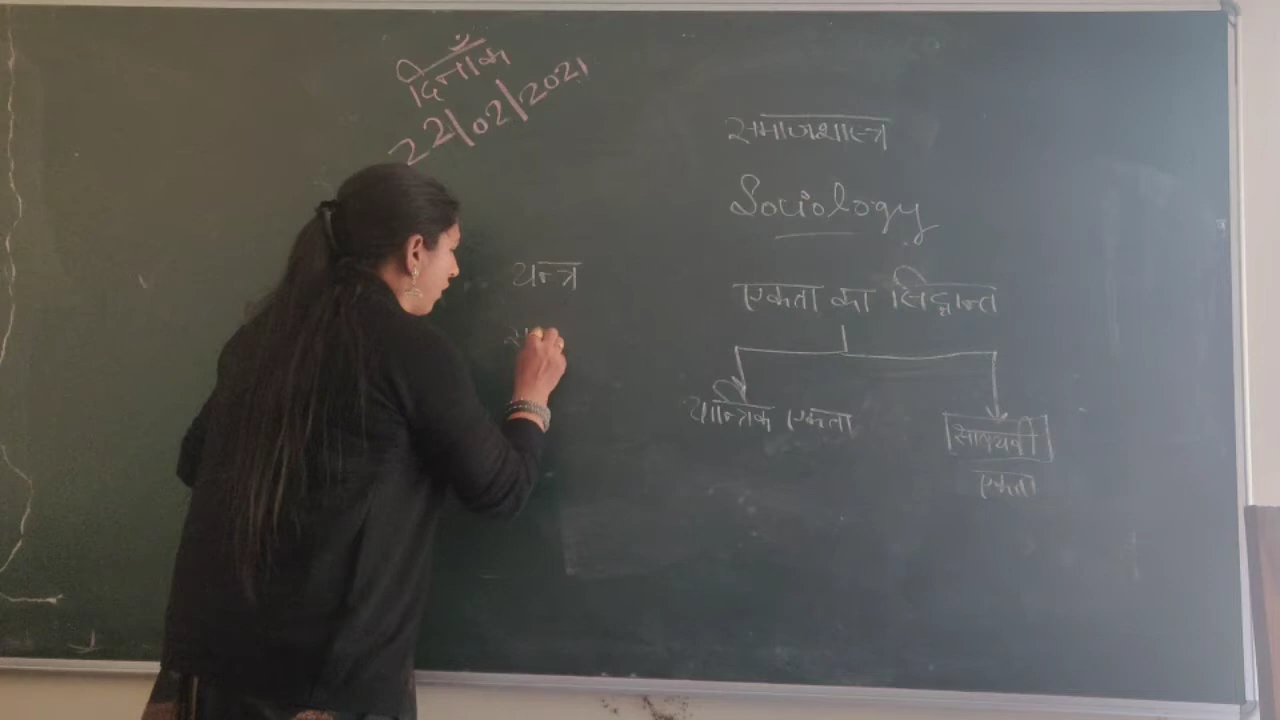 दिनाँक
22/02/2021
समाजशास्त्र
Sociology
यन्त्र
एकता का सिद्धान्त
यान्त्रिक एकता
सावयवी
एकता